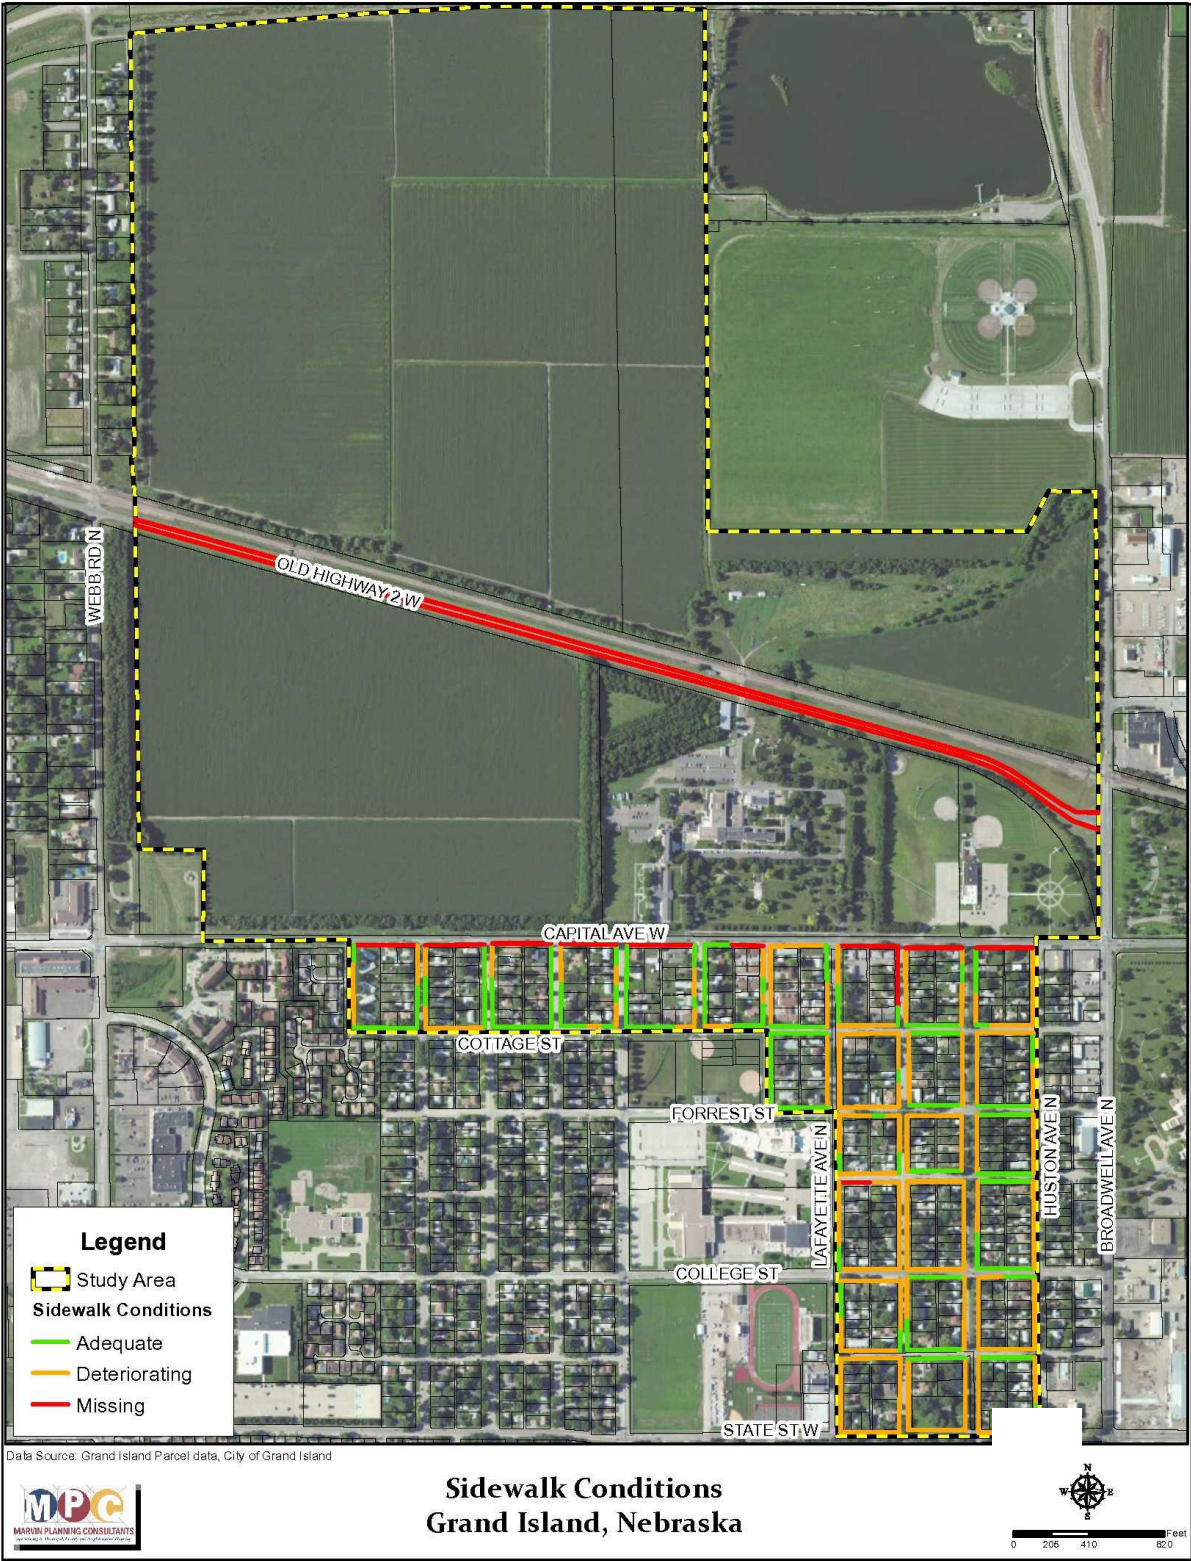 WEBB RD N
OLD HIGHWAY 2 W
CAPITAL AVE W
COTTAGE ST
FORREST ST
LAFAYETTE AVE N
HUSTON AVE N
BROADWELL AVE N
COLLEGE ST
STATE ST W
Legend
Study Area
Sidewalk Conditions
Adequate
Deteriorating
Missing
Data Source: Grand Island Parcel data, City of Grand Island
MPC
MARVIN PLANNING CONSULTANTS
Sidewalk Conditions
Grand Island, Nebraska
N
W E
S
Feet
0 205 410 820